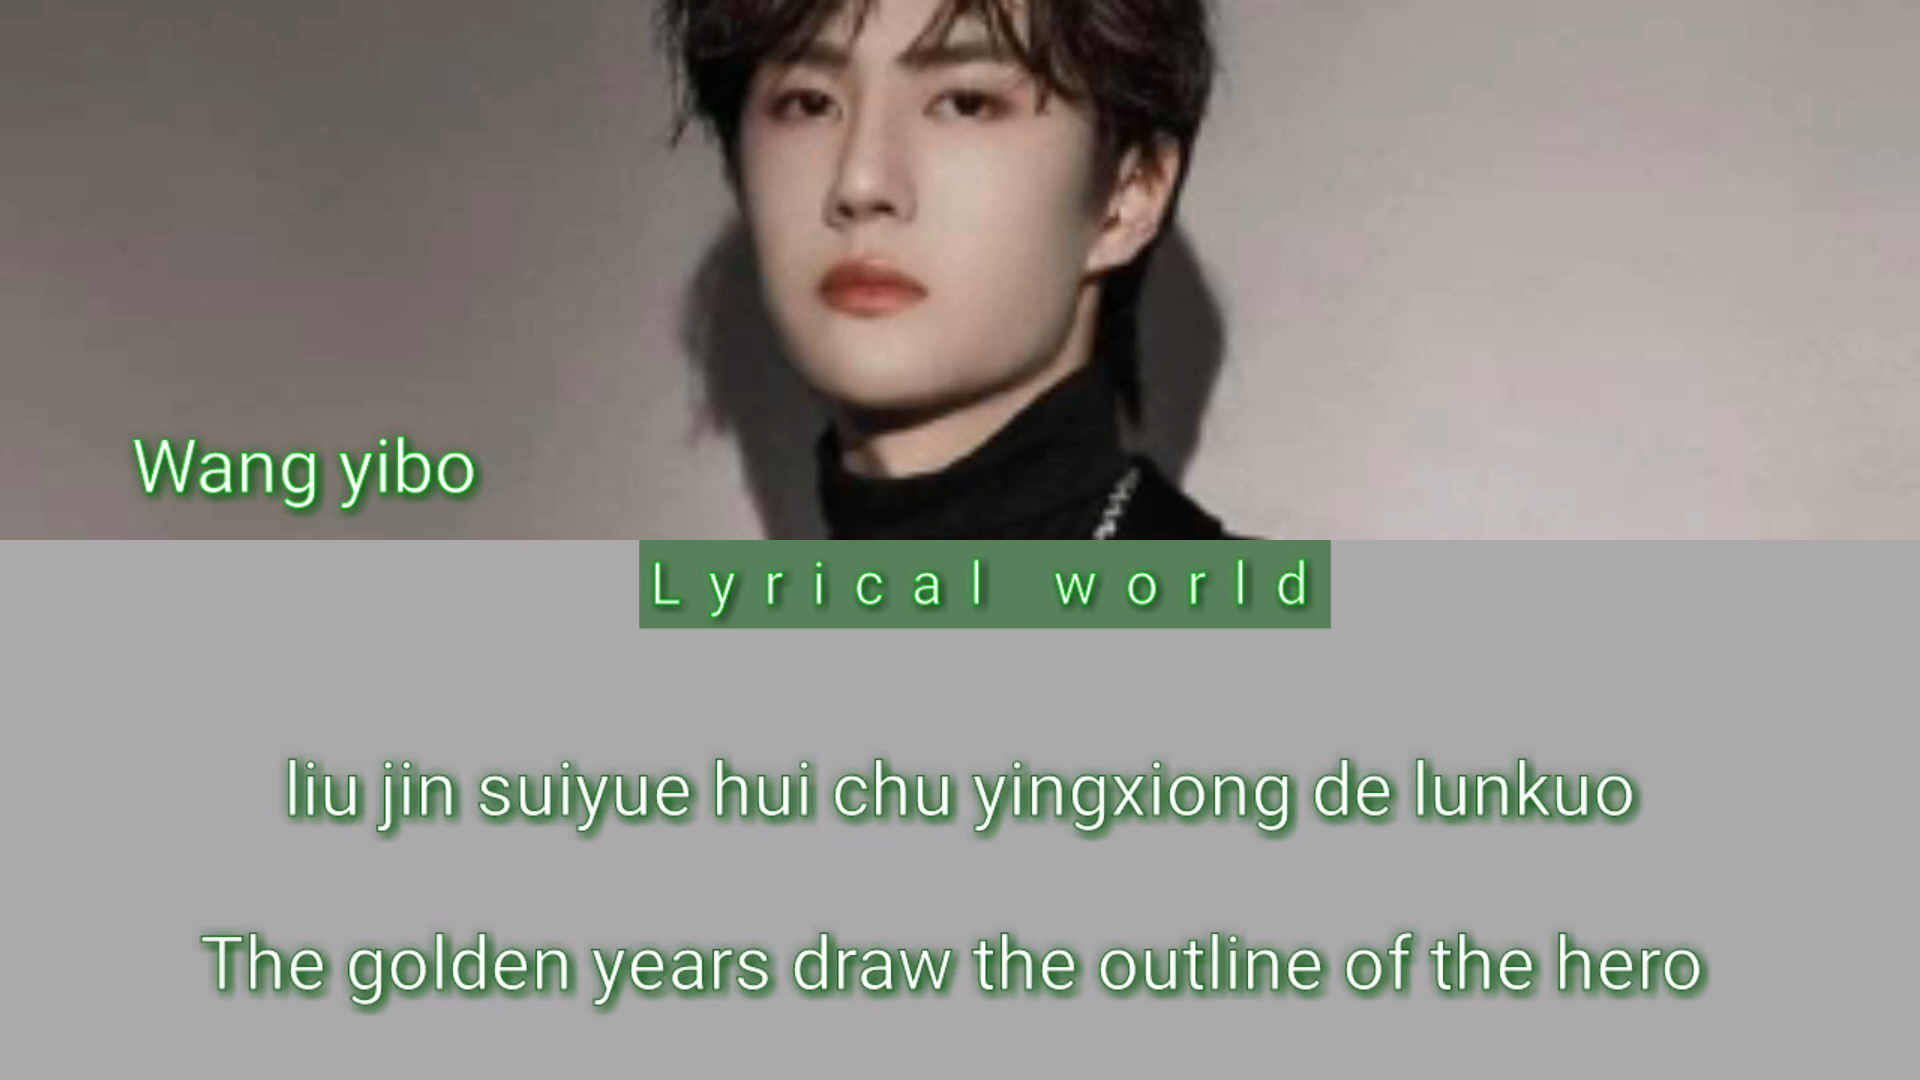 Wang yibo
Lyrical world
liu jin suiyue hui chu yingxiong de lunkuo
The golden years draw the outline of the hero